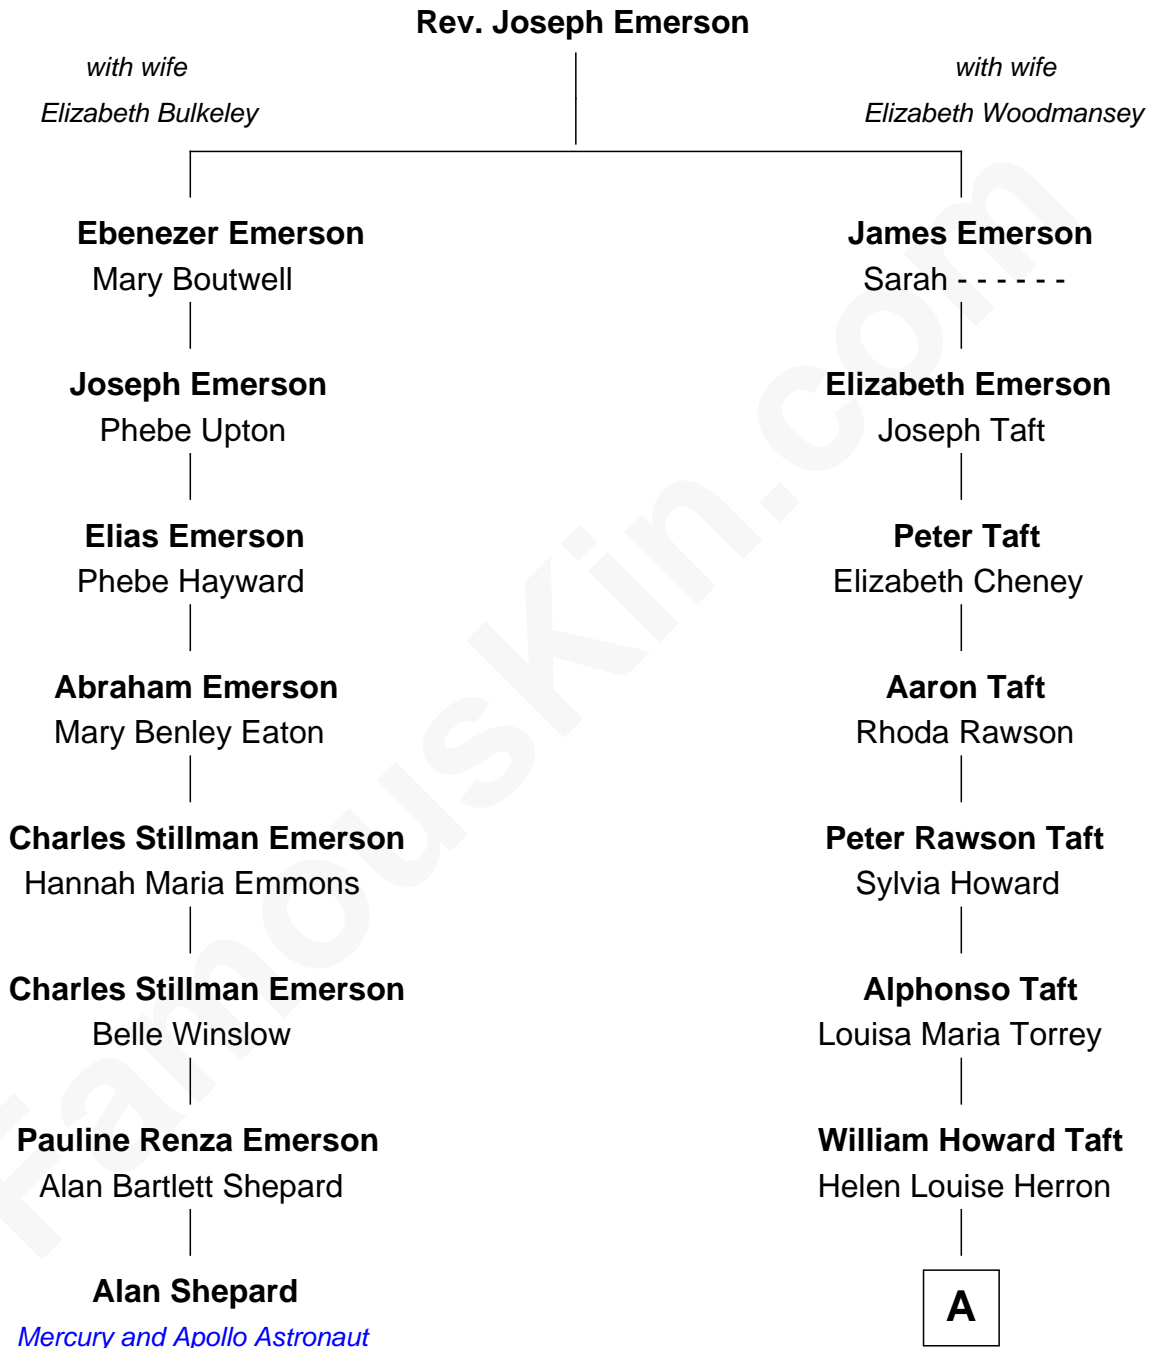 Rev. Joseph Emerson
with wife
Elizabeth Bulkeley
with wife
Elizabeth Woodmansey
Ebenezer Emerson
Mary Boutwell
James Emerson
Sarah - - - - - -
Joseph Emerson
Phebe Upton
Elizabeth Emerson
Joseph Taft
Elias Emerson
Phebe Hayward
Peter Taft
Elizabeth Cheney
Abraham Emerson
Mary Benley Eaton
Aaron Taft
Rhoda Rawson
Charles Stillman Emerson
Hannah Maria Emmons
Peter Rawson Taft
Sylvia Howard
Charles Stillman Emerson
Belle Winslow
Alphonso Taft
Louisa Maria Torrey
Pauline Renza Emerson
Alan Bartlett Shepard
William Howard Taft
Helen Louise Herron
Alan Shepard
Mercury and Apollo Astronaut
A
FamousKin.com